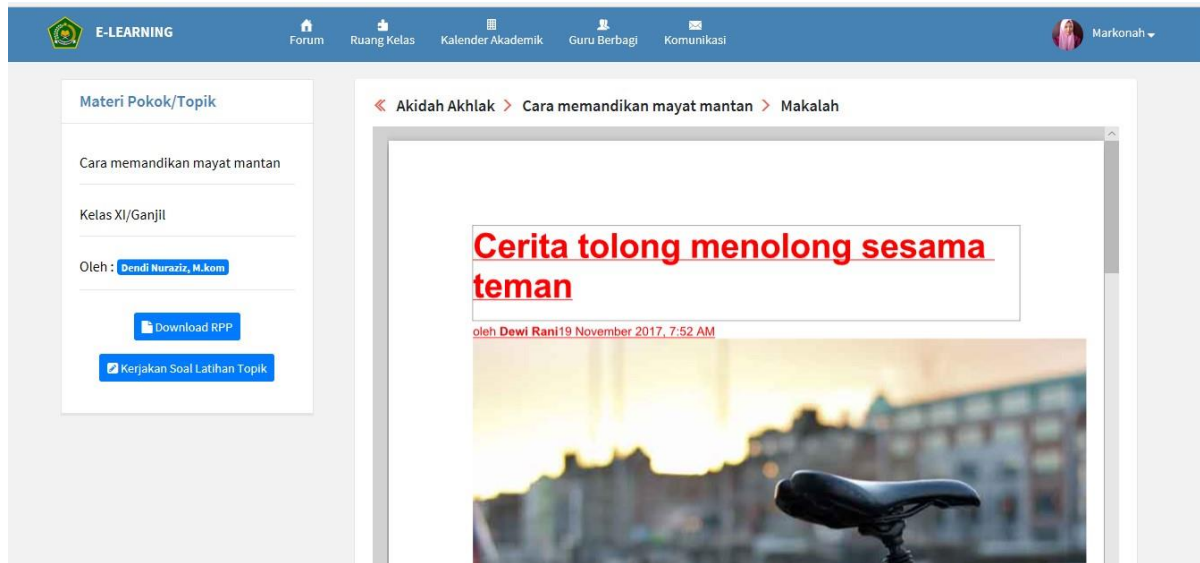 E-LEARNING
Forum
Ruang Kelas
Kalender Akademik
Guru Berbagi
Komunikasi
Markonah
Materi Pokok/Topik
Cara memandikan mayat mantan
Kelas XI/Ganjil
Oleh : Dendi Nuraziz, M.kom
Download RPP
Kerjakan Soal Latihan Topik
« Akidah Akhlak > Cara memandikan mayat mantan > Makalah
Cerita tolong menolong sesama
teman
oleh Dewi Rani19 November 2017, 7:52 AM